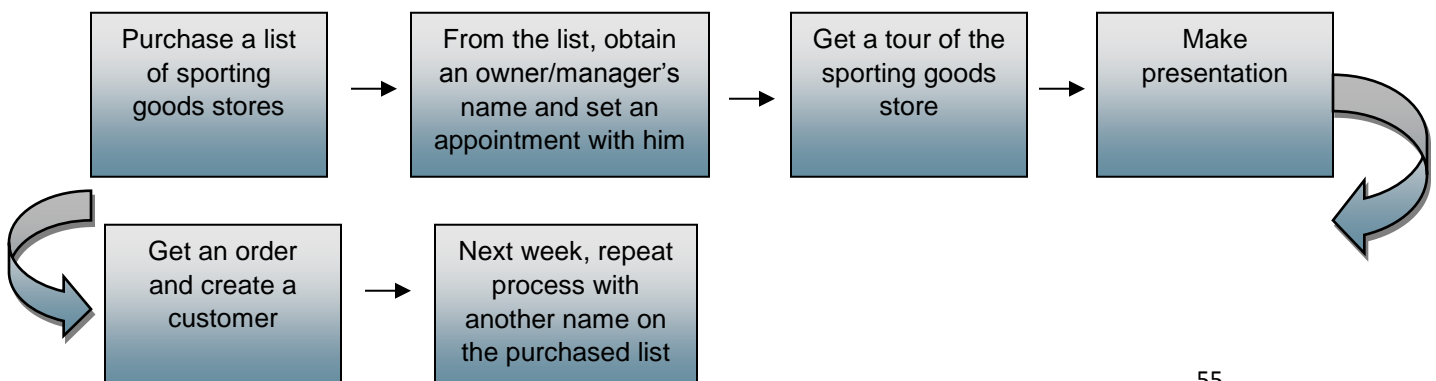 Purchase a list
of sporting
goods stores
From the list, obtain
an owner/manager's
name and set an
appointment with him
Get a tour of the
sporting goods
store
Make
presentation
Get an order
and create a
customer
Next week, repeat
process with
another name on
the purchased list
55